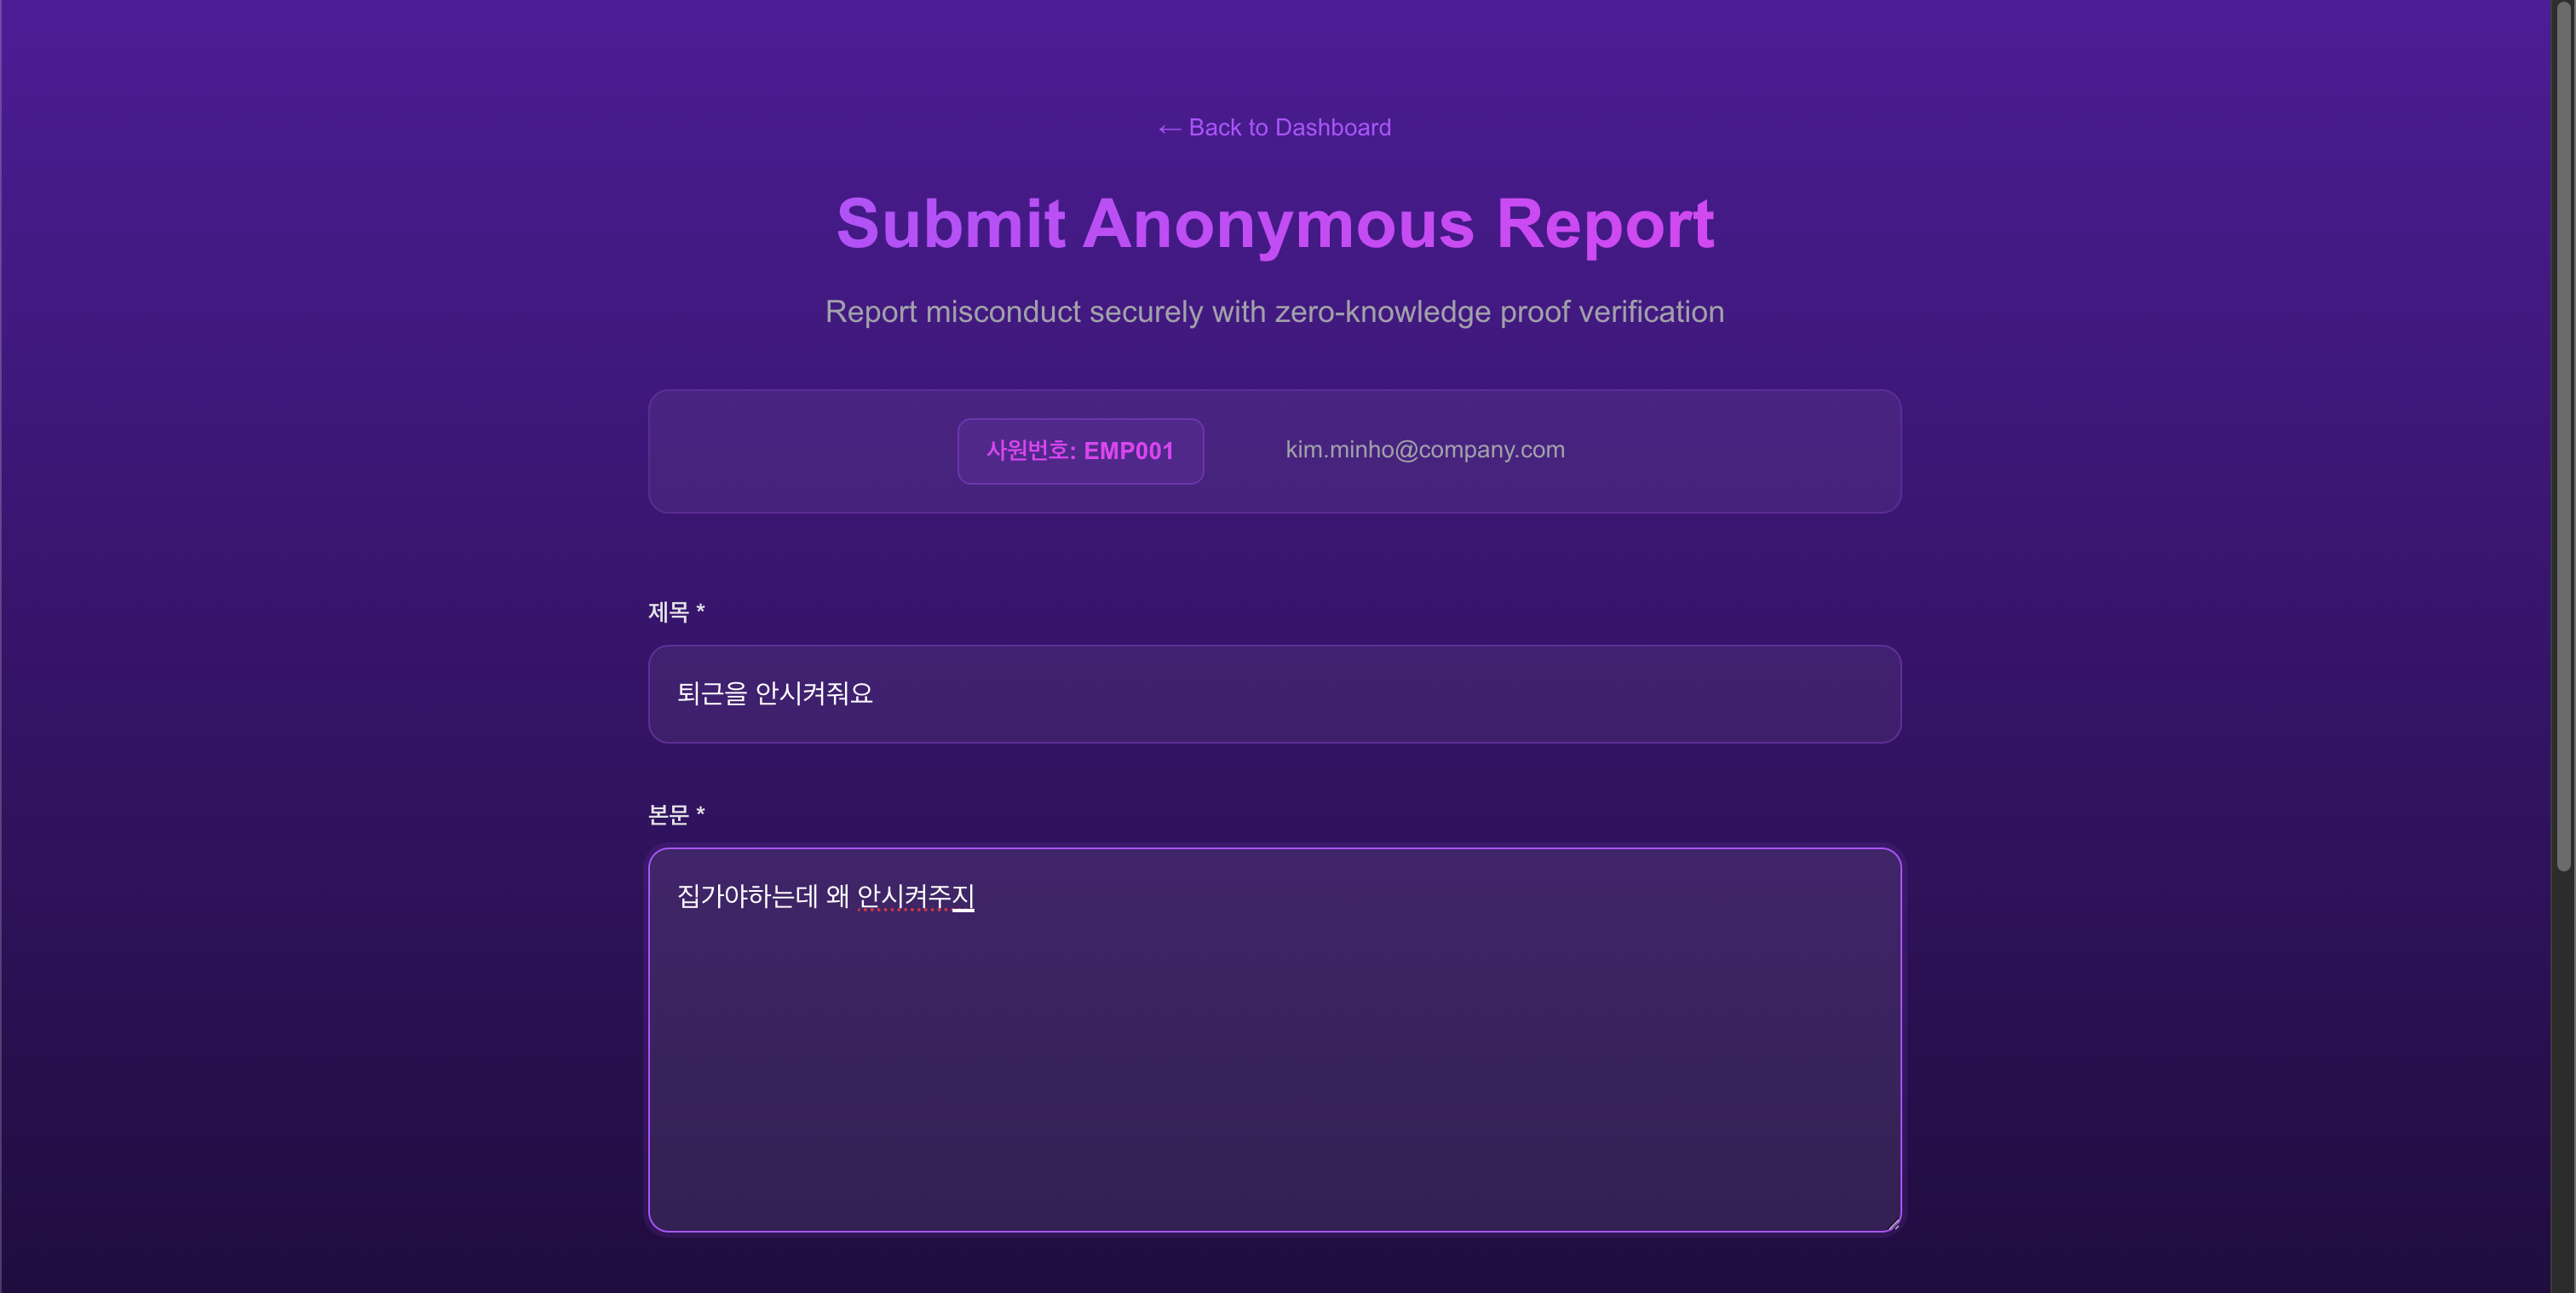 ← Back to Dashboard
Submit Anonymous Report
Report misconduct securely with zero-knowledge proof verification
사원번호: EMP001 kim.minho@company.com
제목 *
퇴근을 안시켜줘요
본문 *
집가야하는데 왜 안시켜주지